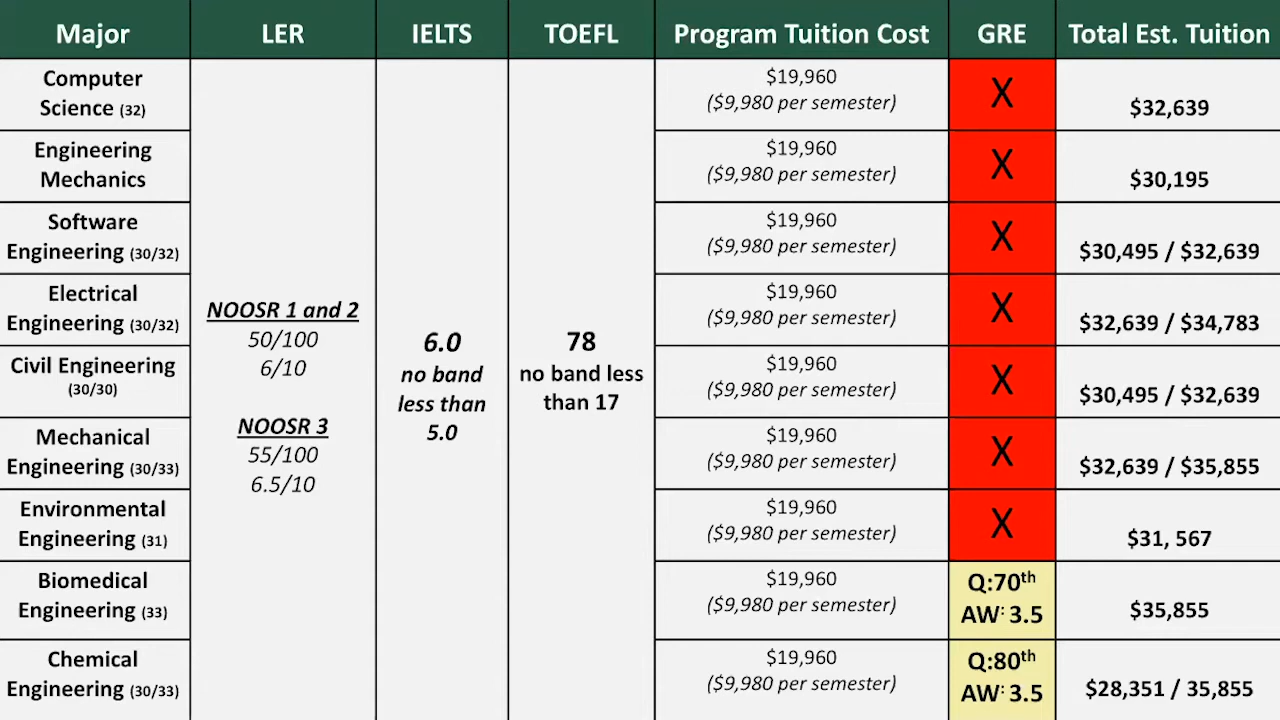 Major LER IELTS TOEFL Program Tuition Cost GRE Total Est. Tuition
Computer
Science (32)
$19,960
($9,980 per semester)
X
$32,639
Engineering
Mechanics
$19,960
($9,980 per semester)
X
$30,195
Software
Engineering (30/32)
$19,960
($9,980 per semester)
X
$30,495 / $32,639
Electrical
Engineering (30/32)
$19,960
($9,980 per semester)
X
$32,639 / $34,783
NOOSR 1 and 2
50/100
6/10
NOOSR 3
55/100
6.5/10
6.0
no band
less than
5.0
78
no band less
than 17
Civil Engineering
(30/30)
$19,960
($9,980 per semester)
X
$30,495 / $32,639
Mechanical
Engineering (30/33)
$19,960
($9,980 per semester)
X
$32,639 / $35,855
Environmental
Engineering (31)
$19,960
($9,980 per semester)
X
$31, 567
Biomedical
Engineering (33)
$19,960
($9,980 per semester)
Q:70th
AW: 3.5
$35,855
Chemical
Engineering (30/33)
$19,960
($9,980 per semester)
Q:80th
AW: 3.5
$28,351 / 35,855